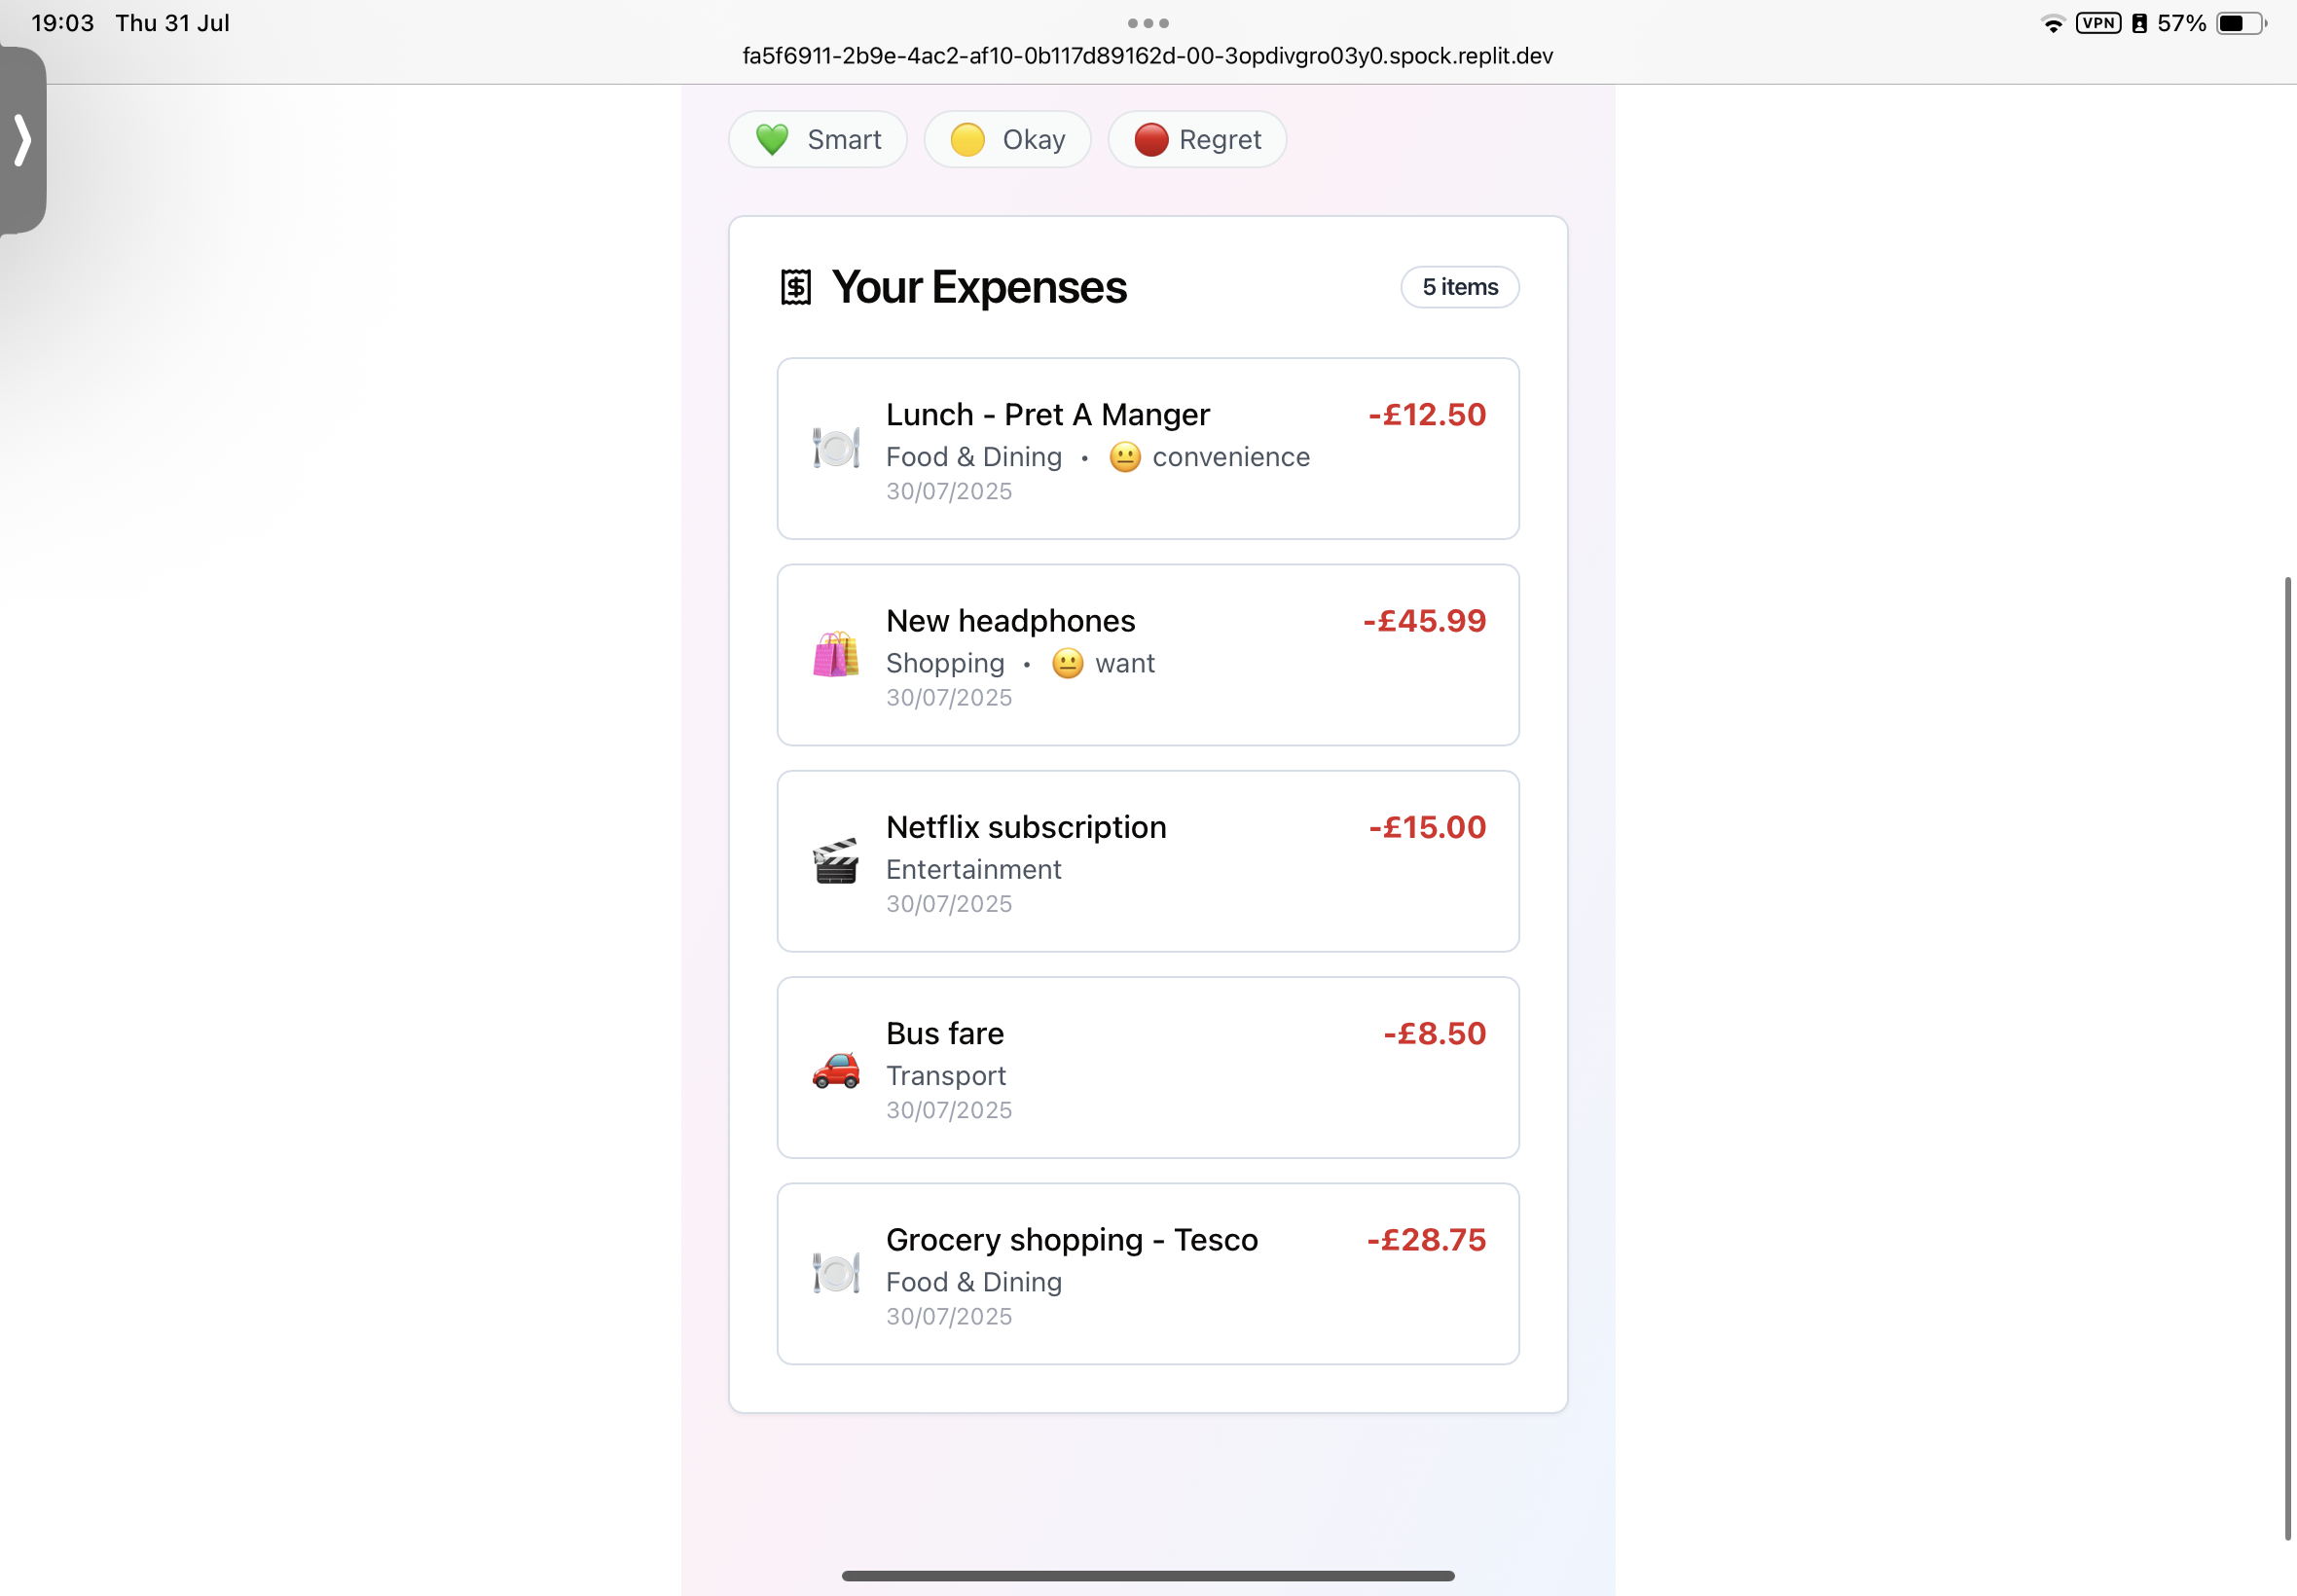 19:03 Thu 31 Jul
VPN 57%
fa5f6911-2b9e-4ac2-af10-0b117d89162d-00-3opdivgro03y0.spock.replit.dev
Smart Okay Regret
Your Expenses 5 items
Lunch - Pret A Manger -£12.50
Food & Dining • convenience
30/07/2025
New headphones -£45.99
Shopping • want
30/07/2025
Netflix subscription -£15.00
Entertainment
30/07/2025
Bus fare -£8.50
Transport
30/07/2025
Grocery shopping - Tesco -£28.75
Food & Dining
30/07/2025